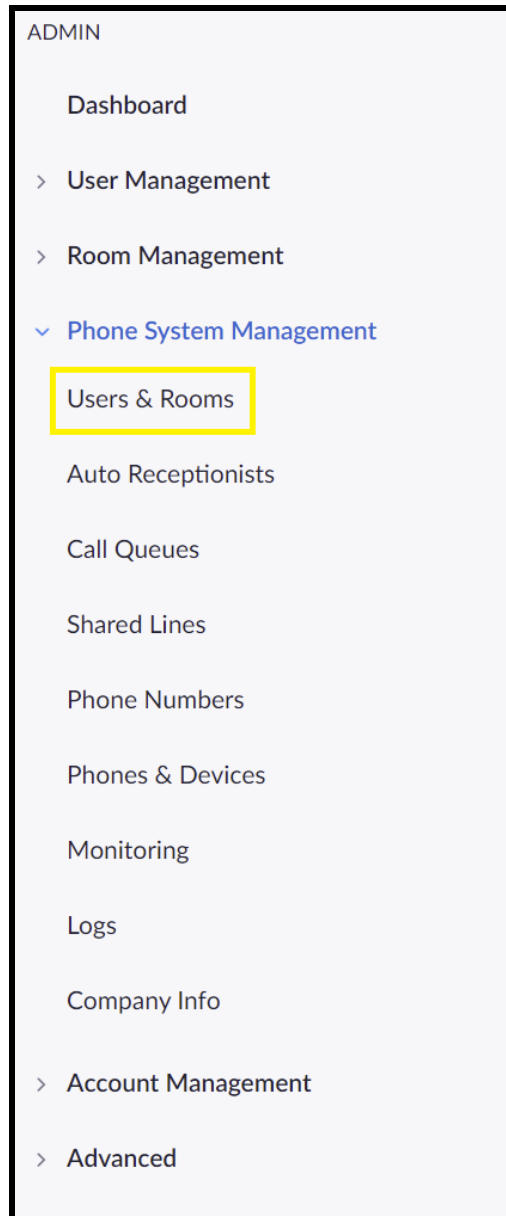 ADMIN
Dashboard
User Management
Room Management
Phone System Management
Users & Rooms
Auto Receptionists
Call Queues
Shared Lines
Phone Numbers
Phones & Devices
Monitoring
Logs
Company Info
Account Management
Advanced